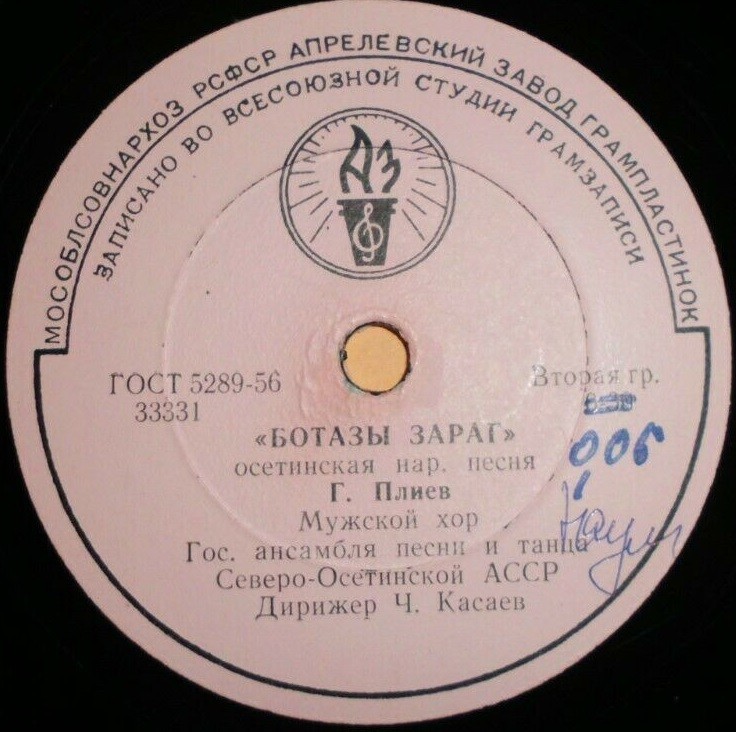 МОСОБЛСОВНАРХОЗ РСФСР АПРЕЛЕВСКИЙ ЗАВОД ГРАМПЛАСТИНОК
ЗАПИСАНО ВО ВСЕСОЮЗНОЙ СТУДИИ ГРАМЗАПИСИ
АЗ
ГОСТ 5289-56
33331
Вторая гр.
«БОТАЗЫ ЗАРАГ»
осетинская нар. песня
Г. Плиев
Мужской хор
Гос. ансамбля песни и танца
Северо-Осетинской АССР
Дирижер Ч. Касаев